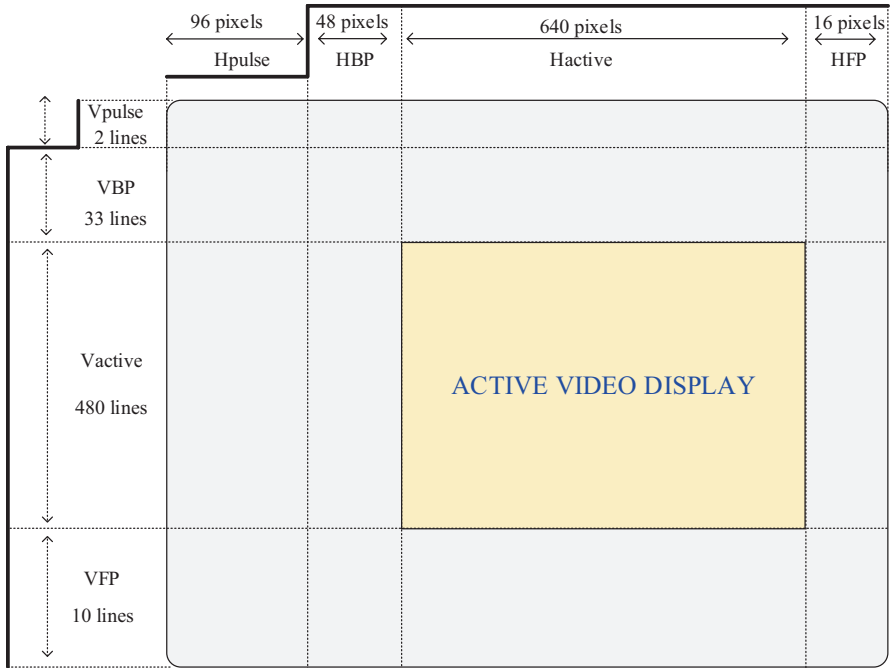 96 pixels
48 pixels
640 pixels
16 pixels
Hpulse
HBP
Hactive
HFP
Vpulse
2 lines
VBP
33 lines
Vactive
480 lines
ACTIVE VIDEO DISPLAY
VFP
10 lines